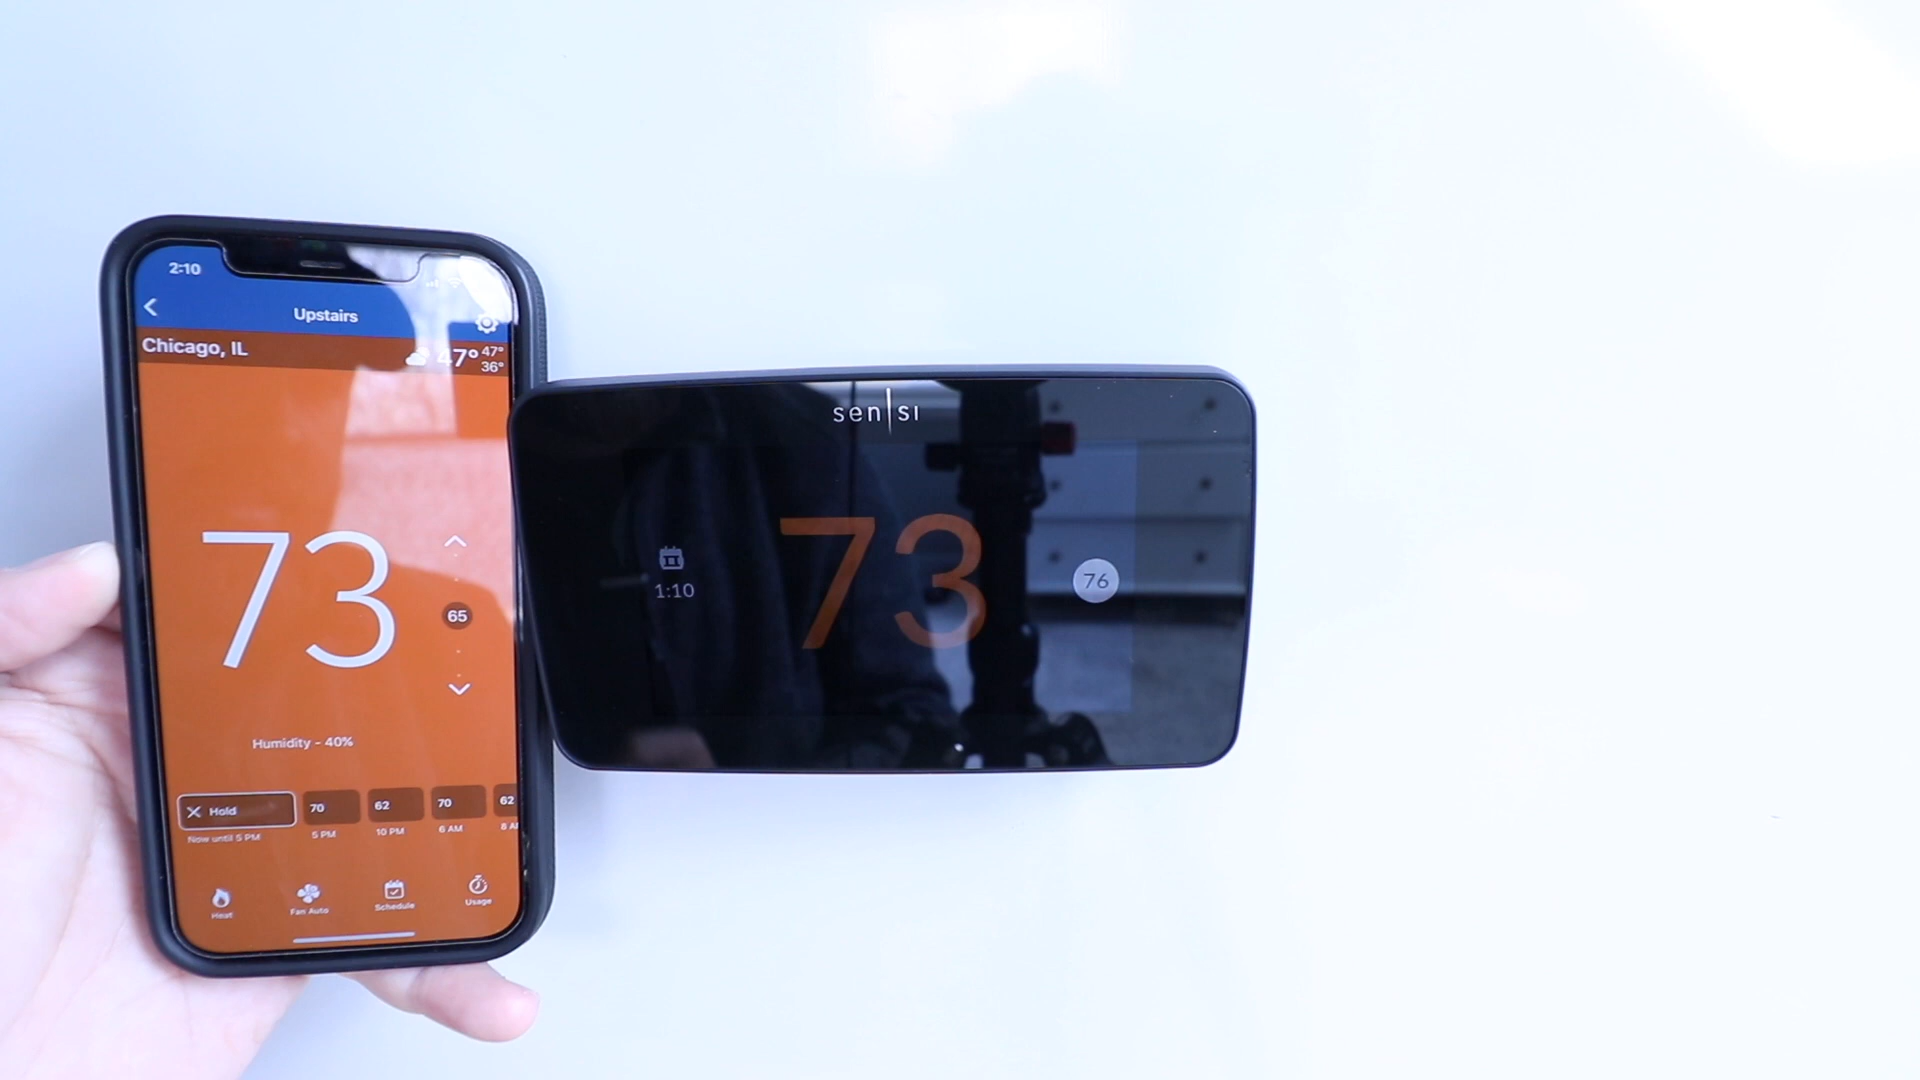 2:10
Upstairs
Chicago, IL
47° 47°
36°
73
65
Humidity - 40%
Hold 70 62 70 62
Now until 5 PM 5 PM 10 PM 6 AM 8 A
Heat Fan Auto Schedule Usage
sensi
73
1:10
76